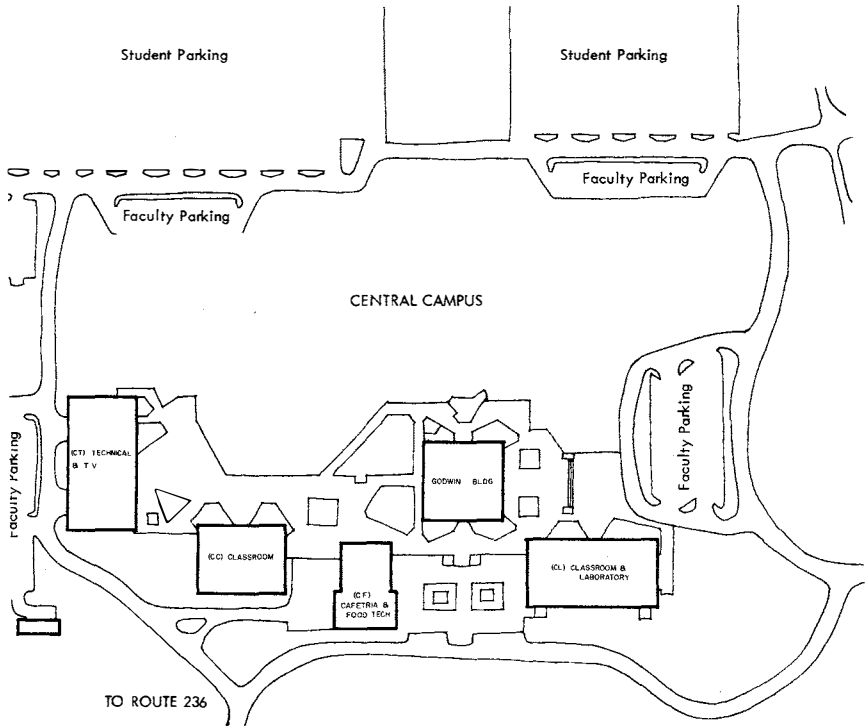 Student Parking
Student Parking
Faculty Parking
Faculty Parking
CENTRAL CAMPUS
Faculty Parking
Faculty Parking
(CT) TECHNICAL
& T V
GODWIN BLDG
(CC) CLASSROOM
(CL) CLASSROOM &
LABORATORY
(CF)
CAFETRIA &
FOOD TECH
TO ROUTE 236